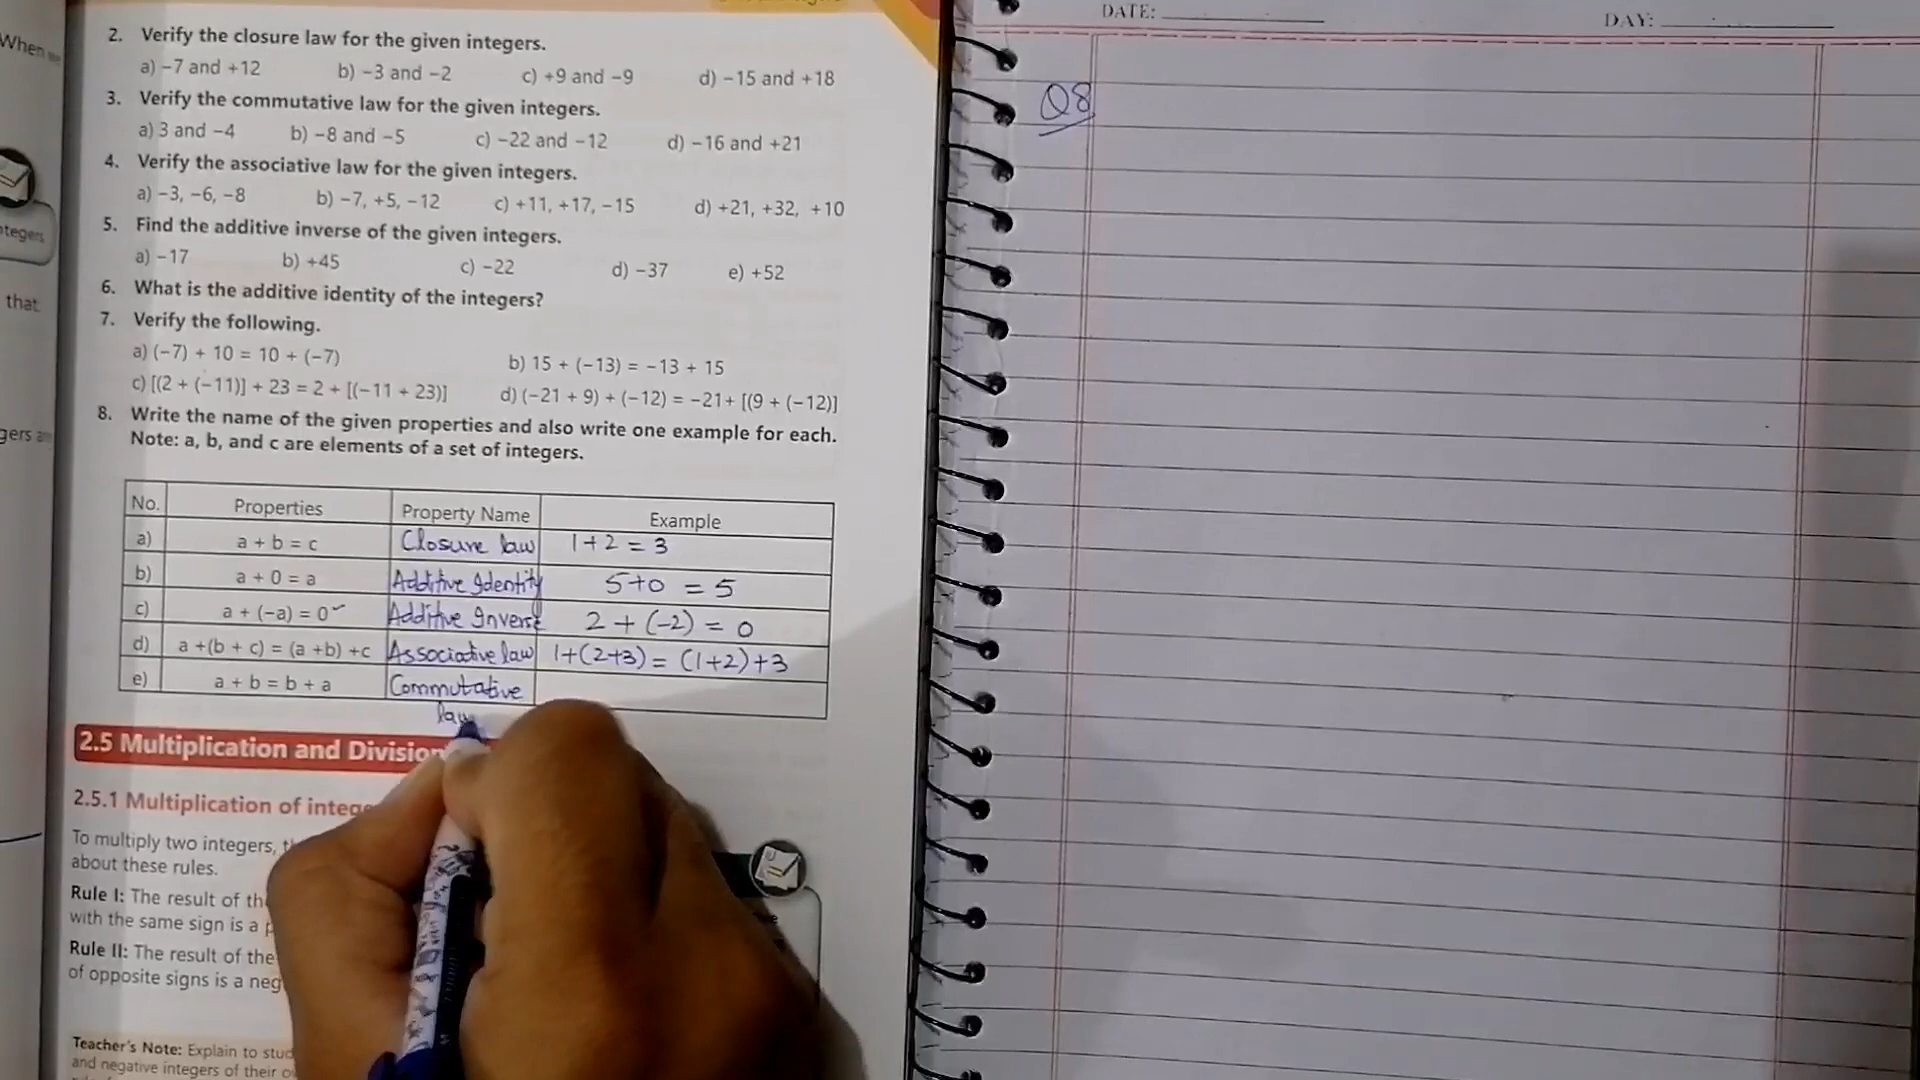 When
DATE:
DAY:
2. Verify the closure law for the given integers.
a) −7 and +12 b) −3 and −2 c) +9 and −9 d) −15 and +18
3. Verify the commutative law for the given integers.
a) 3 and −4 b) −8 and −5 c) −22 and −12 d) −16 and +21
4. Verify the associative law for the given integers.
a) −3, −6, −8 b) −7, +5, −12 c) +11, +17, −15 d) +21, +32, +10
5. Find the additive inverse of the given integers.
a) −17 b) +45 c) −22 d) −37 e) +52
6. What is the additive identity of the integers?
7. Verify the following.
a) (−7) + 10 = 10 + (−7) b) 15 + (−13) = −13 + 15
c) [(2 + (−11)] + 23 = 2 + [(−11 + 23)] d) (−21 + 9) + (−12) = −21+ [(9 + (−12)]
8. Write the name of the given properties and also write one example for each.
Note: a, b, and c are elements of a set of integers.
No. Properties Property Name Example
a) a + b = c Closure law 1+2 = 3
b) a + 0 = a Additive Identity 5+0 = 5
c) a + (−a) = 0 Additive Inverse 2 + (−2) = 0
d) a +(b + c) = (a +b) +c Associative law 1+(2+3) = (1+2)+3
e) a + b = b + a Commutative
law
2.5 Multiplication and Division
2.5.1 Multiplication of
To multiply two integers,
about these rules.
Rule I: The result of
with the same sign is a
Rule II: The result of the
of opposite signs is a
Teacher's Note: Explain to
and negative integers of their
that
Q8